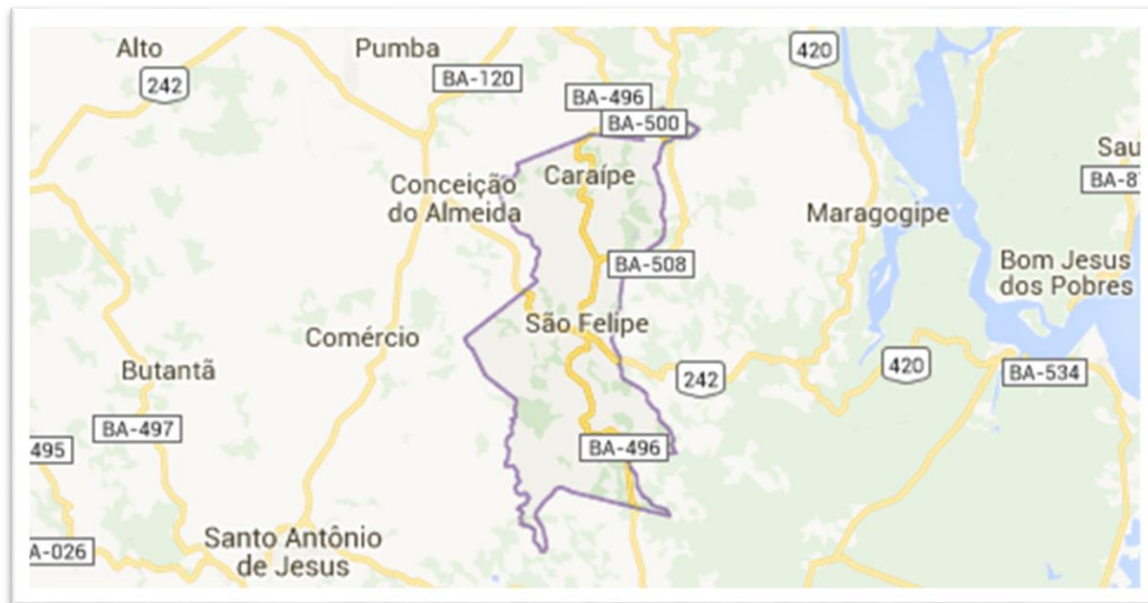 Alto
Pumba
420
242
BA-120
BA-496
BA-500
Sau
BA-8
Caraípe
Conceição
do Almeida
Maragogipe
BA-508
Bom Jesus
dos Pobres
São Felipe
Comércio
Butantã
242
420
BA-534
BA-497
495
BA-496
Santo Antônio
de Jesus
A-026